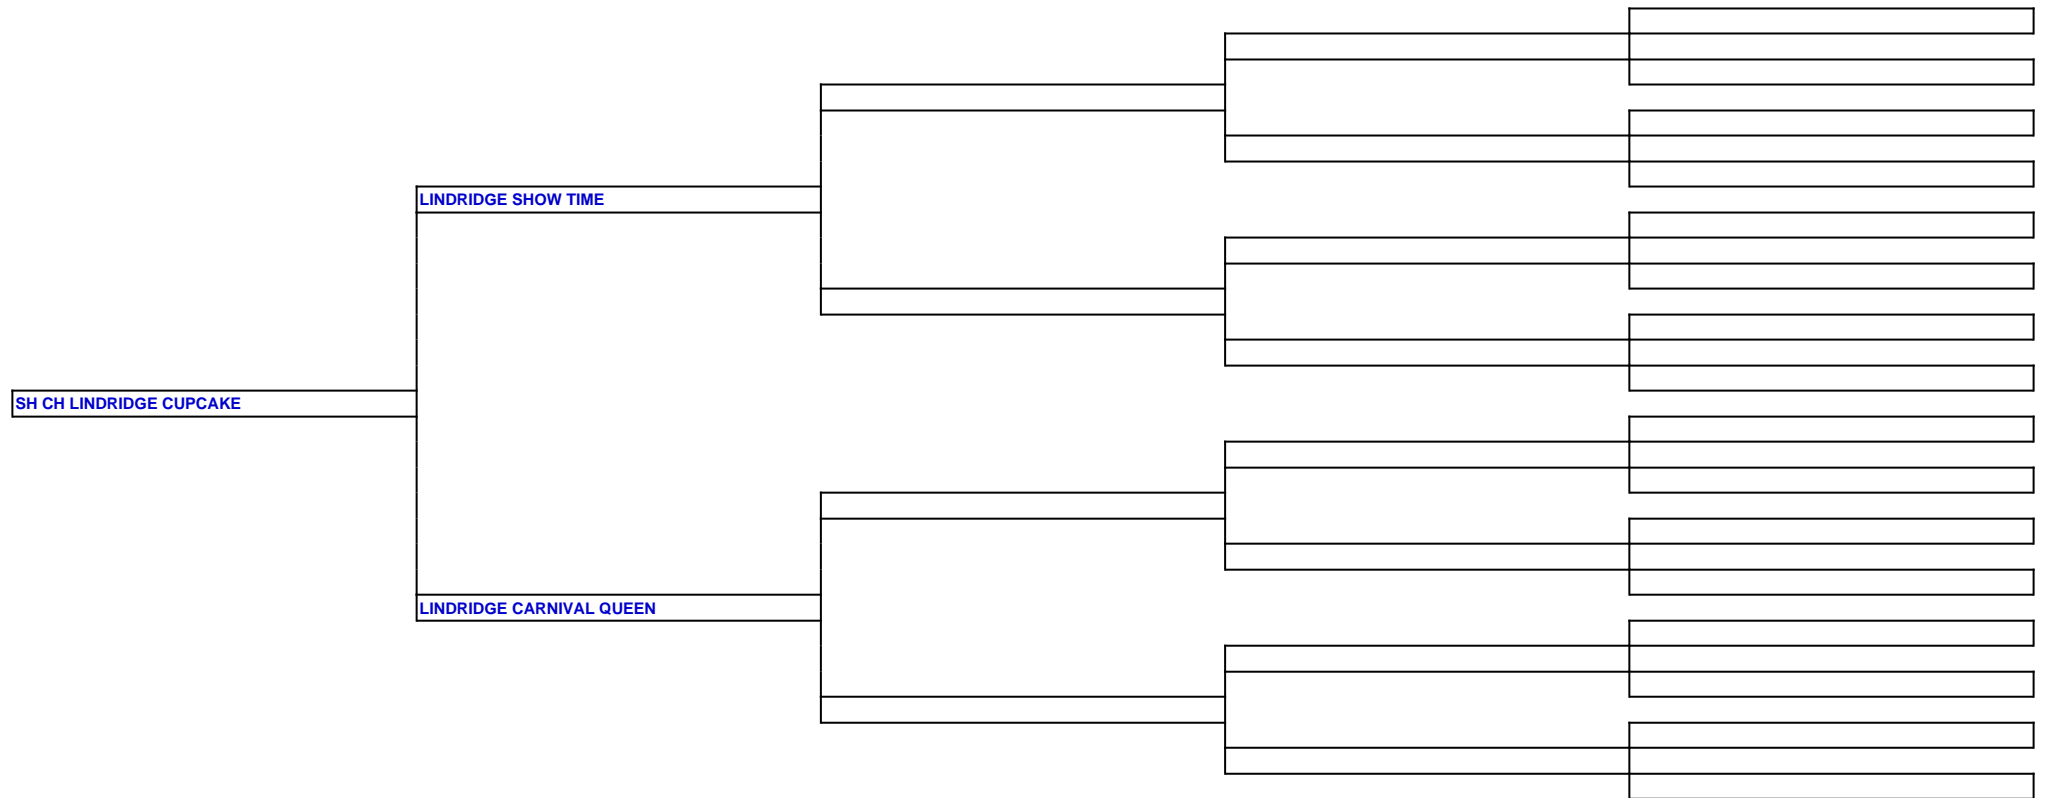 LINDRIDGE SHOW TIME
SH CH LINDRIDGE CUPCAKE
LINDRIDGE CARNIVAL QUEEN